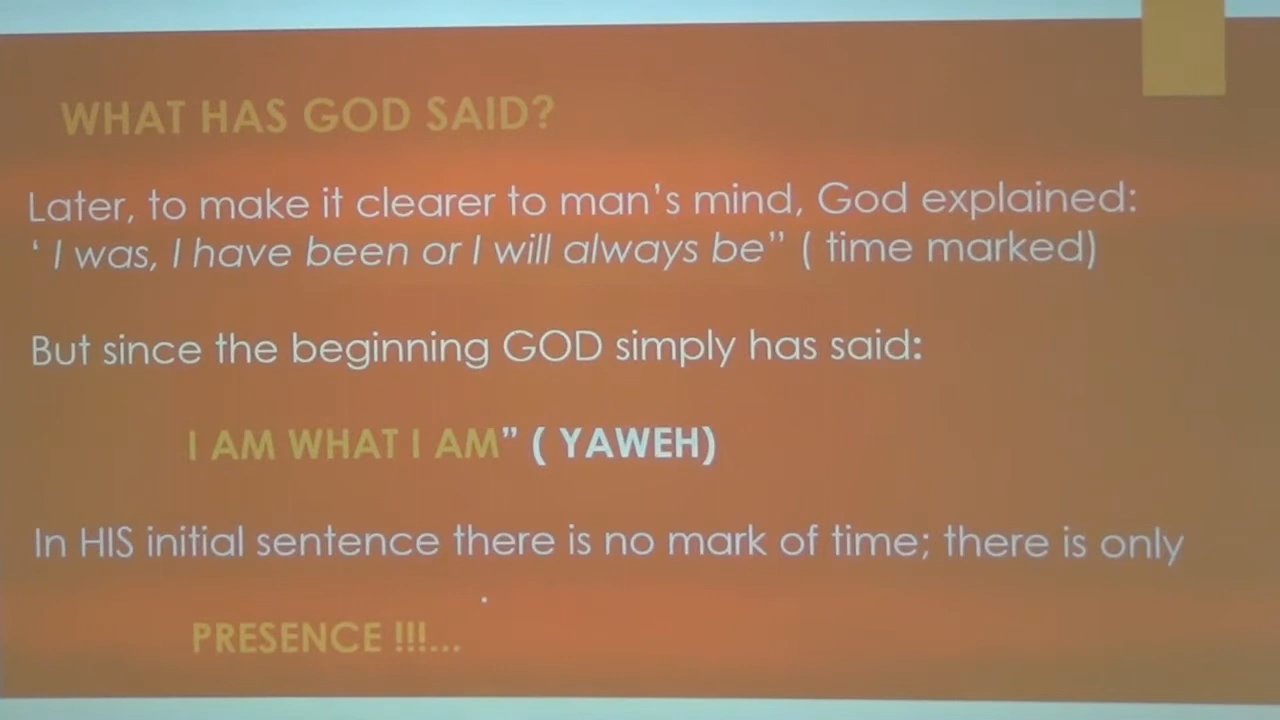 WHAT HAS GOD SAID?
Later, to make it clearer to man's mind, God explained:
‘ I was, I have been or I will always be” ( time marked)
But since the beginning GOD simply has said:
I AM WHAT I AM” ( YAWEH)
In HIS initial sentence there is no mark of time; there is only
.
PRESENCE !!!...